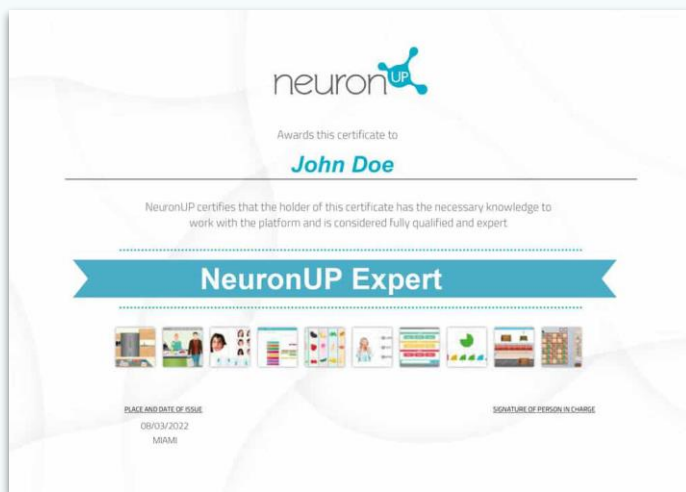 neuronUP
Awards this certificate to
John Doe
NeuronUP certifies that the holder of this certificate has the necessary knowledge to
work with the platform and is considered fully qualified and expert
NeuronUP Expert
PLACE AND DATE OF ISSUE
SIGNATURE OF PERSON IN CHARGE
08/03/2022
MIAMI